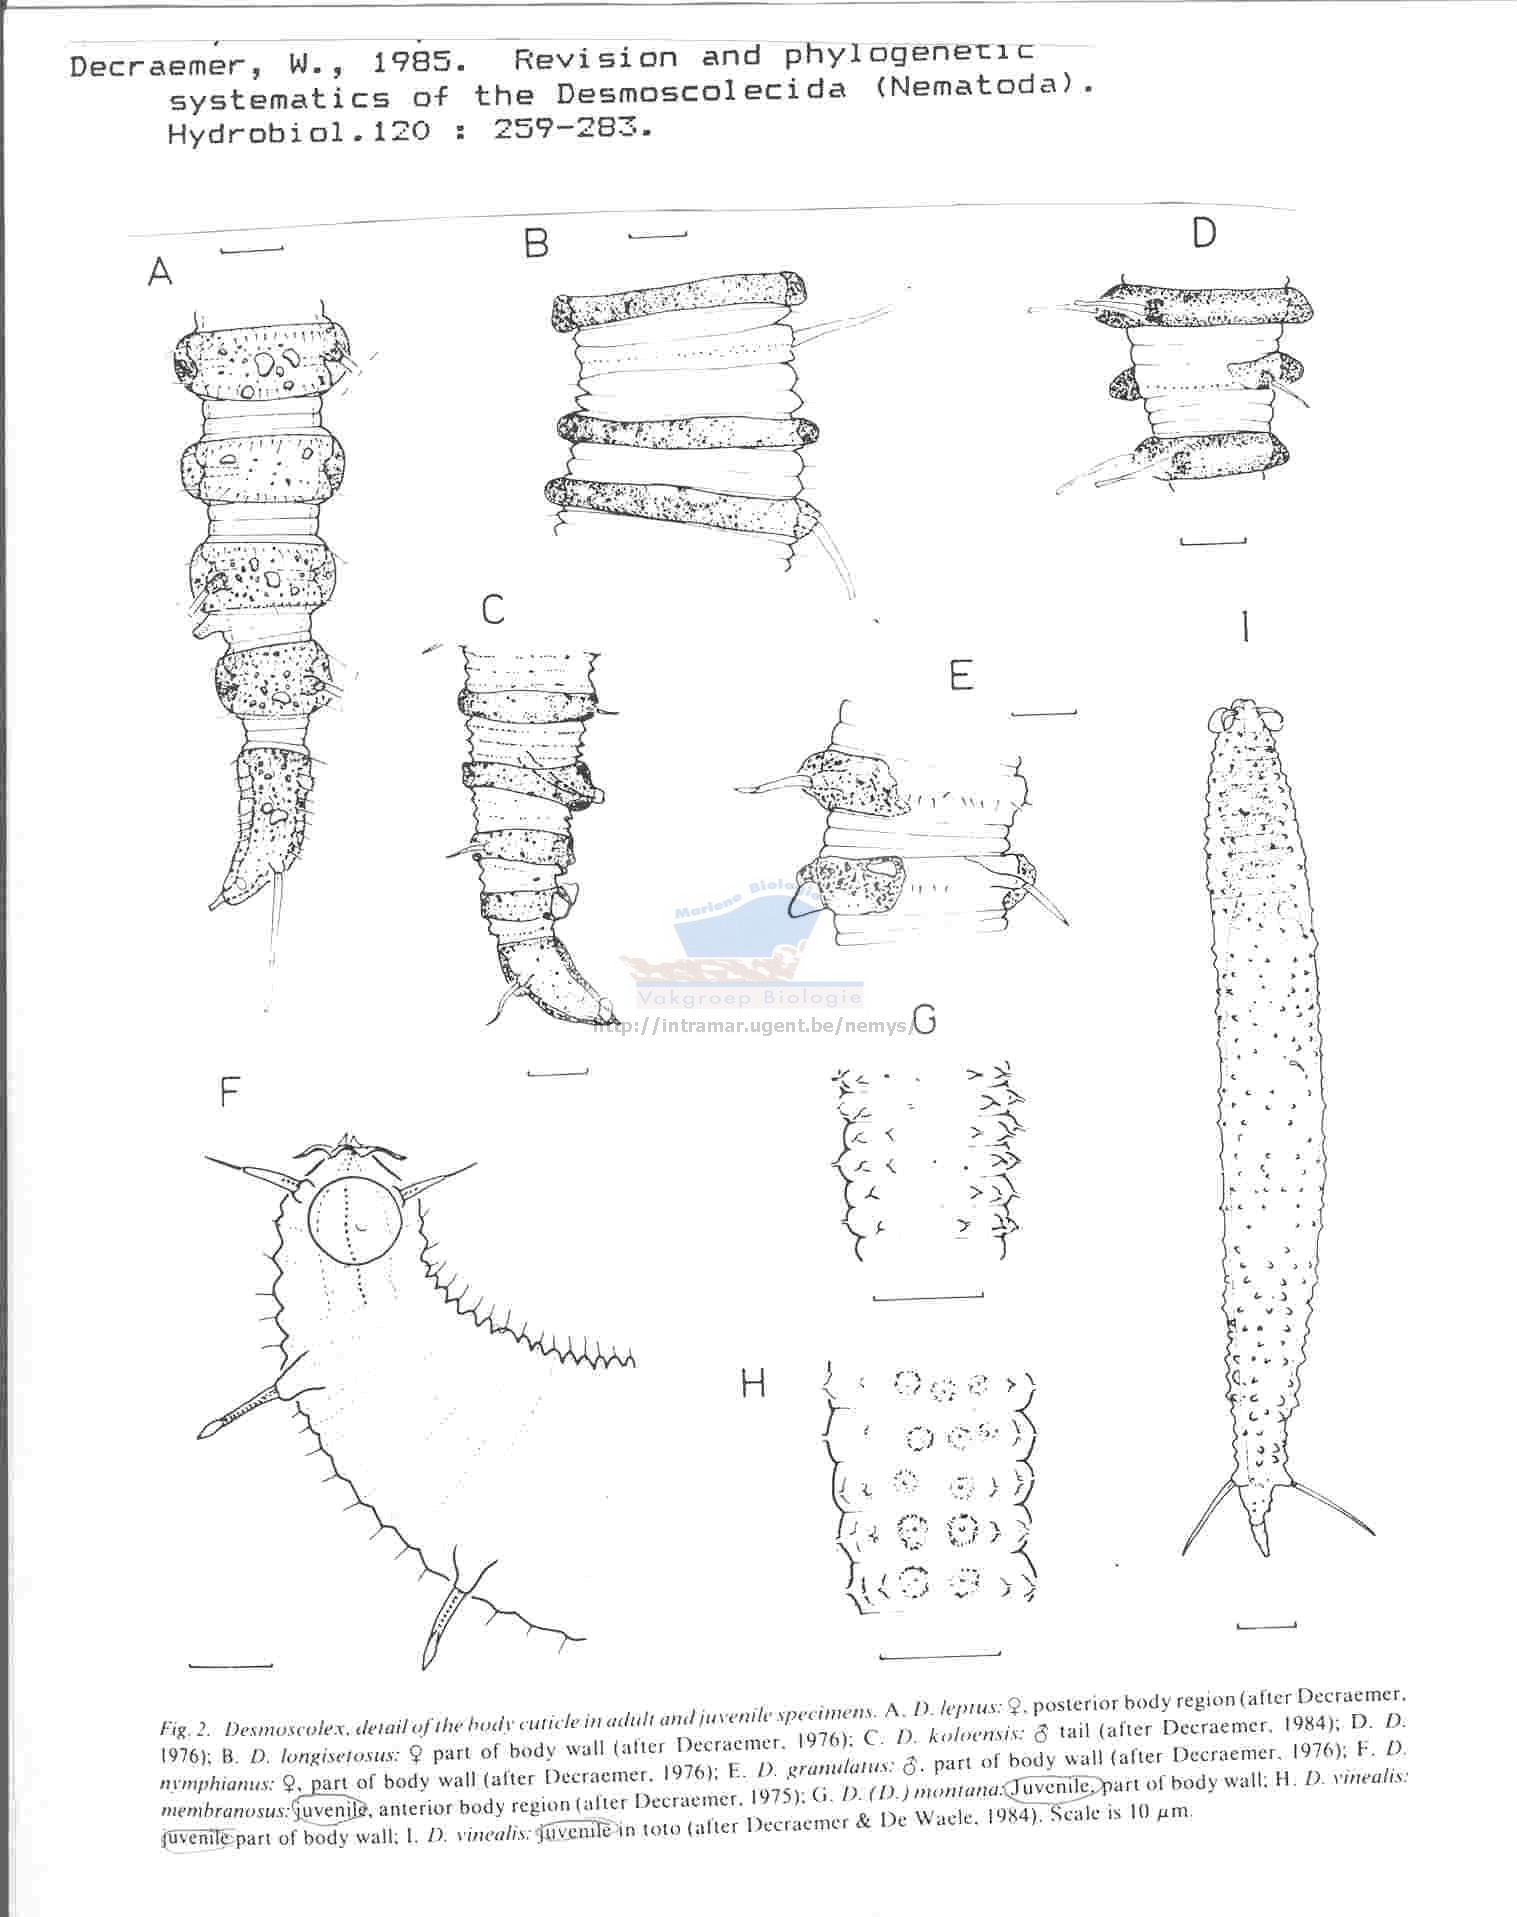 Decraemer, W., 1985. Revision and phylogenetic
systematics of the Desmoscolecida (Nematoda).
Hydrobiol.120 : 259-283.
A
B
D
C
E
I
Mariene Biologie
Vakgroep Biologie
http://intramar.ugent.be/nemys/
G
F
H
Fig. 2. Desmoscolex, detail of the body cuticle in adult and juvenile specimens. A. D. leptus: ♀, posterior body region (after Decraemer,
1976); B. D. longisetosus: ♀ part of body wall (after Decraemer, 1976); C. D. koloensis: ♂ tail (after Decraemer, 1984); D. D.
nymphianus: ♀, part of body wall (after Decraemer, 1976); E. D. granulatus: ♂, part of body wall (after Decraemer, 1976); F. D.
membranosus: juvenile, anterior body region (after Decraemer, 1975); G. D. (D.) montana: Juvenile, part of body wall; H. D. vinealis:
juvenile part of body wall; I. D. vinealis: juvenile in toto (after Decraemer & De Waele, 1984). Scale is 10 µm.